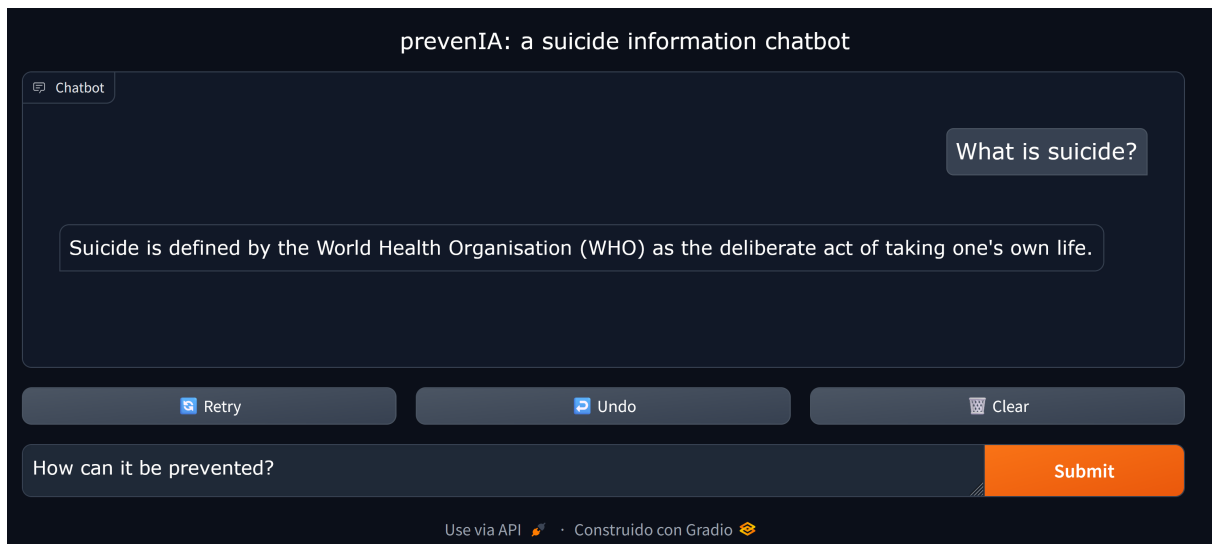 prevenIA: a suicide information chatbot
Chatbot
What is suicide?
Suicide is defined by the World Health Organisation (WHO) as the deliberate act of taking one's own life.
Retry
Undo
Clear
How can it be prevented?
Submit
Use via API · Construido con Gradio